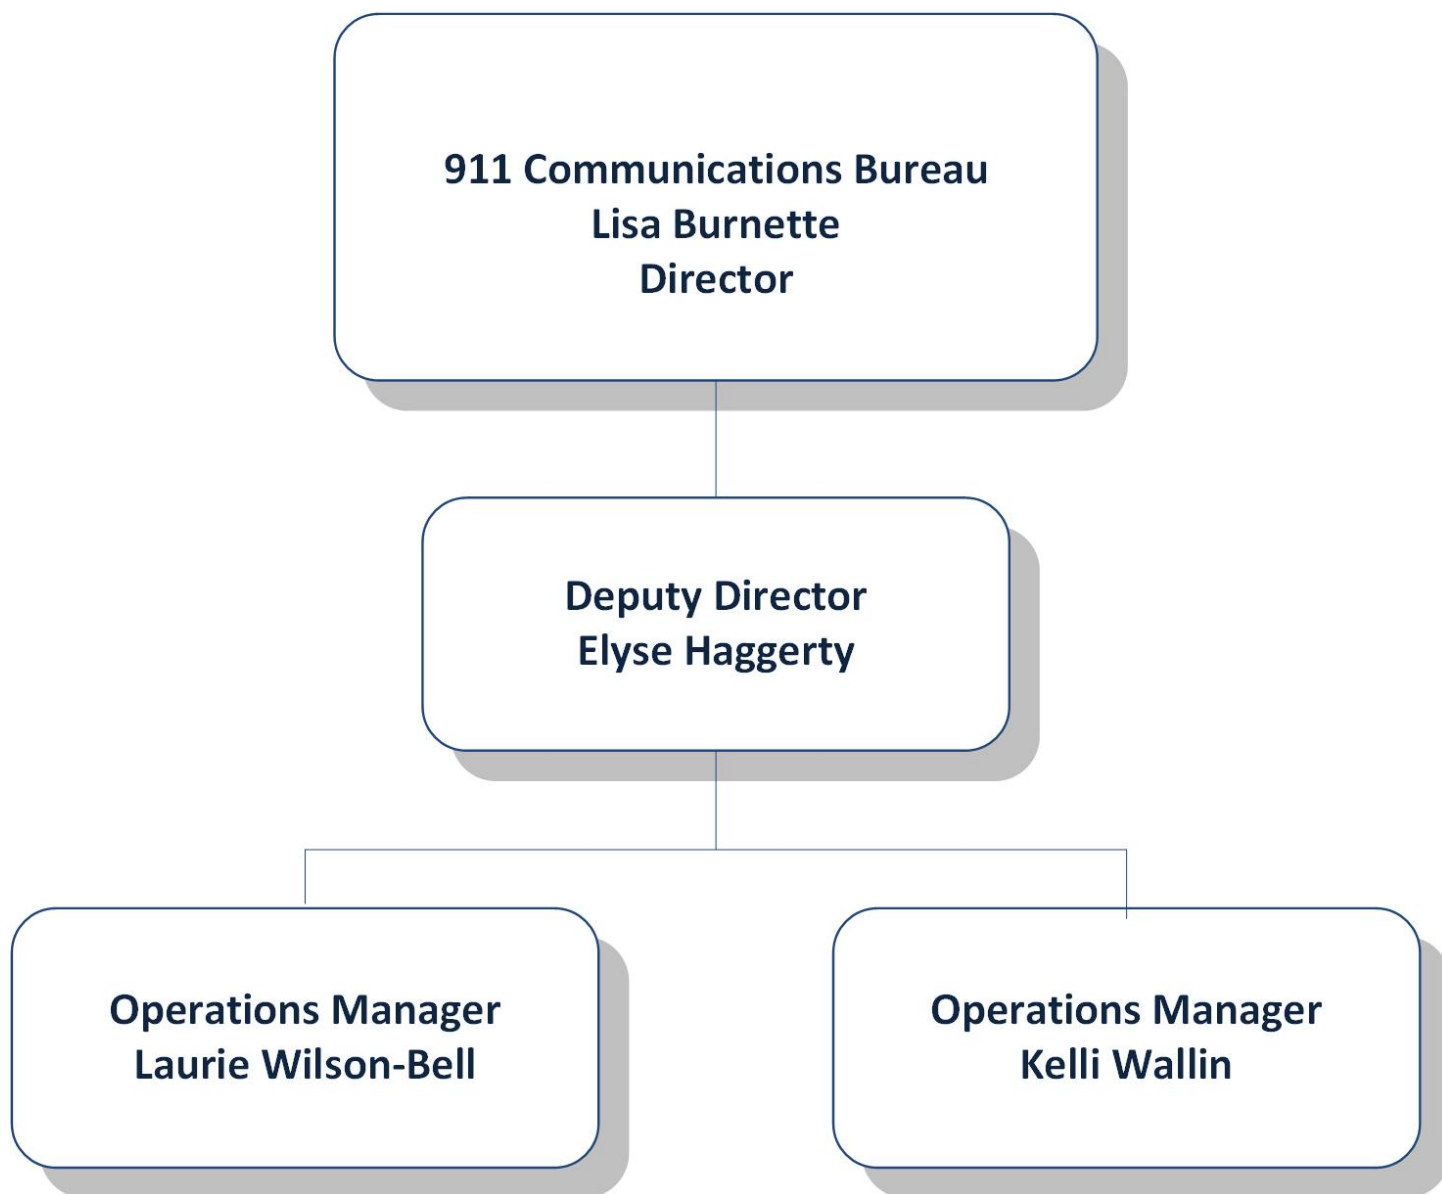 911 Communications Bureau
Lisa Burnette
Director
Deputy Director
Elyse Haggerty
Operations Manager
Laurie Wilson-Bell
Operations Manager
Kelli Wallin